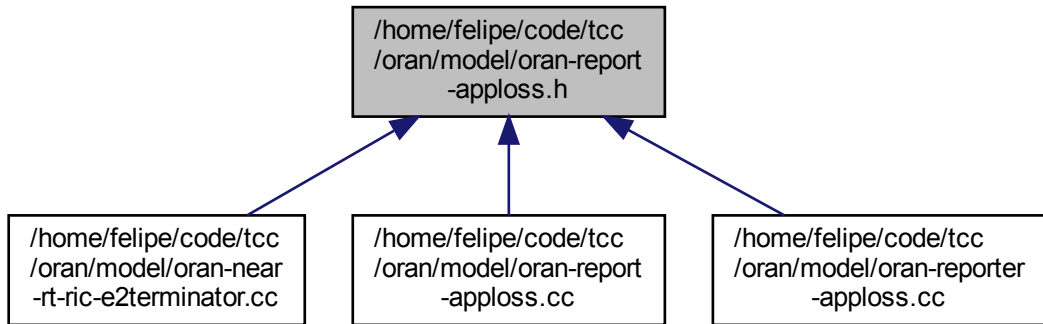 /home/felipe/code/tcc
/oran/model/oran-report
-apploss.h
/home/felipe/code/tcc
/oran/model/oran-near
-rt-ric-e2terminator.cc
/home/felipe/code/tcc
/oran/model/oran-report
-apploss.cc
/home/felipe/code/tcc
/oran/model/oran-reporter
-apploss.cc